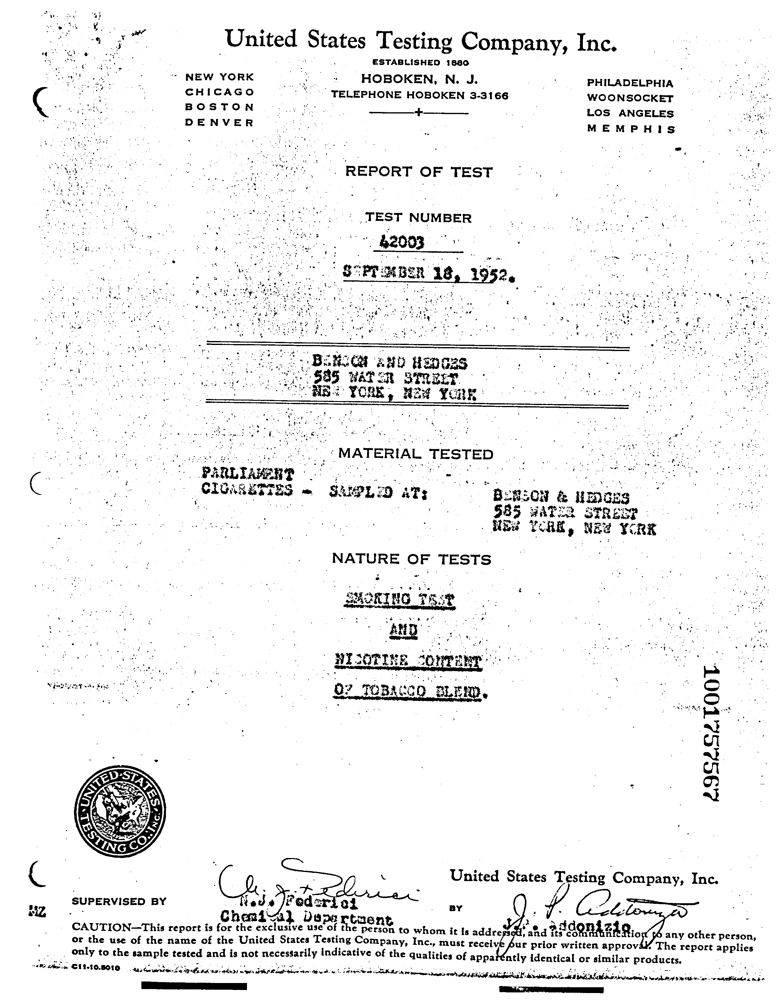 United States Testing Company, Inc.
ESTABLISHED 1880
NEW YORK
CHICAGO
BOSTON
DENVER
HOBOKEN, N. J.
TELEPHONE HOBOKEN 3-3166
PHILADELPHIA
WOONSOCKET
LOS ANGELES
MEMPHIS
REPORT OF TEST
TEST NUMBER
42003
SEPTEMBER 18, 1952.
BENSON AND HEDGES
585 WATER STREET
NEW YORK, NEW YORK
MATERIAL TESTED
PARLIAMENT
CIGARETTES - SAMPLED AT:
BENSON & HEDGES
585 WATER STREET
NEW YORK, NEW YORK
NATURE OF TESTS
SMOKING TEST
AND
NICOTINE CONTENT
OF TOBACCO BLEND.
1001757567
UNITED STATES TESTING CO. INC.
United States Testing Company, Inc.
SUPERVISED BY
N.J. Federici
Chemical Department
BY
J. P. Addonizio
MZ
CAUTION—This report is for the exclusive use of the person to whom it is addressed, and its communication to any other person,
or the use of the name of the United States Testing Company, Inc., must receive our prior written approval. The report applies
only to the sample tested and is not necessarily indicative of the qualities of apparently identical or similar products.
C11-10.5010